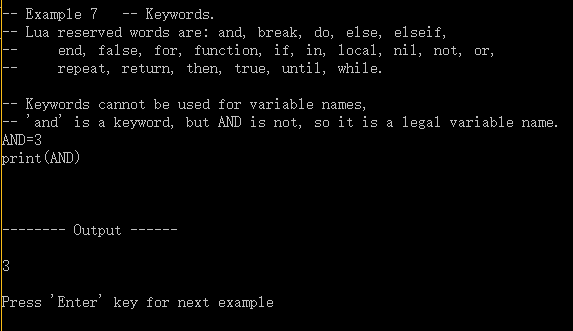 -- Example 7   -- Keywords.
-- Lua reserved words are: and, break, do, else, elseif,
--     end, false, for, function, if, in, local, nil, not, or,
--     repeat, return, then, true, until, while.
-- Keywords cannot be used for variable names,
-- 'and' is a keyword, but AND is not, so it is a legal variable name.
AND=3
print(AND)
-------- Output ------
3
Press 'Enter' key for next example